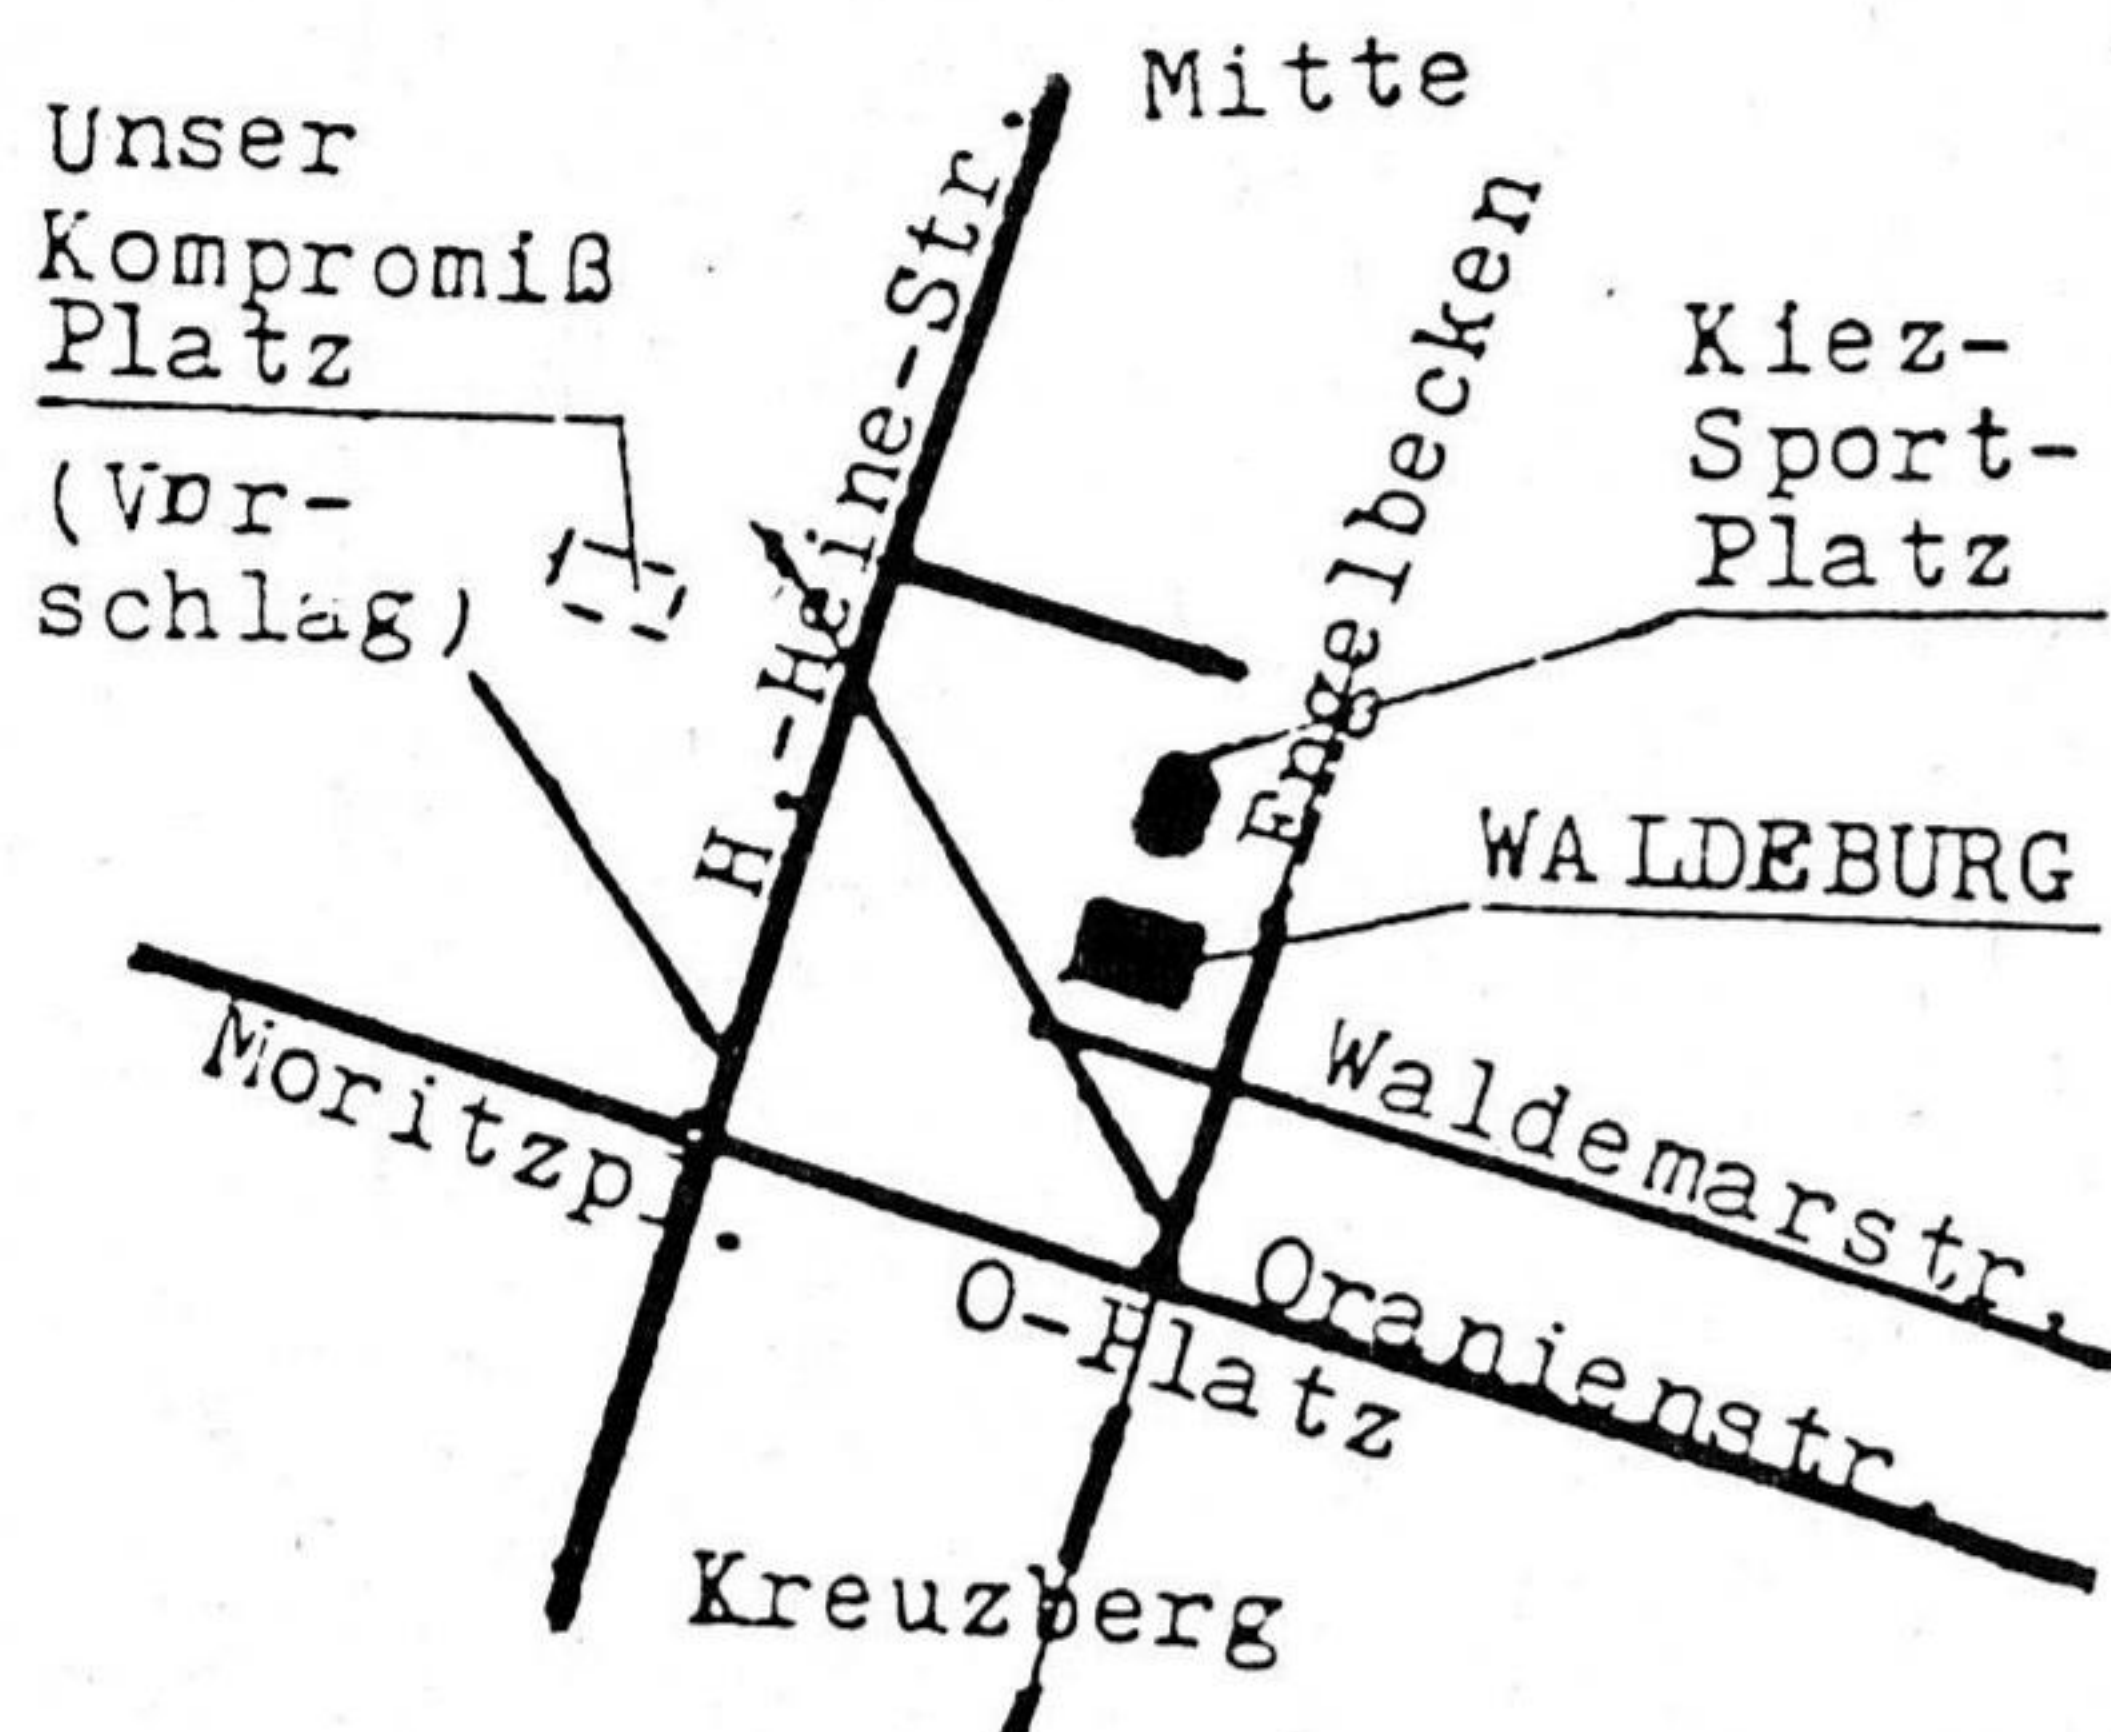 Mitte
Unser
Kompromiß
Platz
(Vor-
schlag)
H.-Heine-Str.
Engelbecken
Kiez-
Sport-
Platz
WALDEBURG
Moritzpl.
Waldemarstr.
O-Platz
Oranienstr.
Kreuzberg